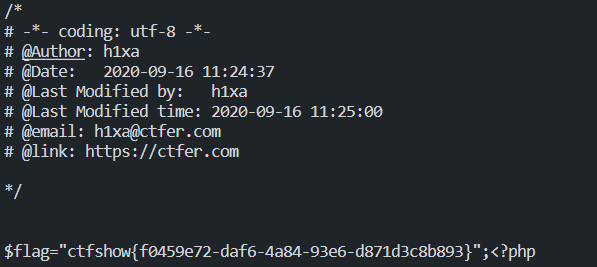 /*
# -*- coding: utf-8 -*-
# @Author: h1xa
# @Date:   2020-09-16 11:24:37
# @Last Modified by:   h1xa
# @Last Modified time: 2020-09-16 11:25:00
# @email: h1xa@ctfer.com
# @link: https://ctfer.com
*/
$flag="ctfshow{f0459e72-daf6-4a84-93e6-d871d3c8b893}";<?php